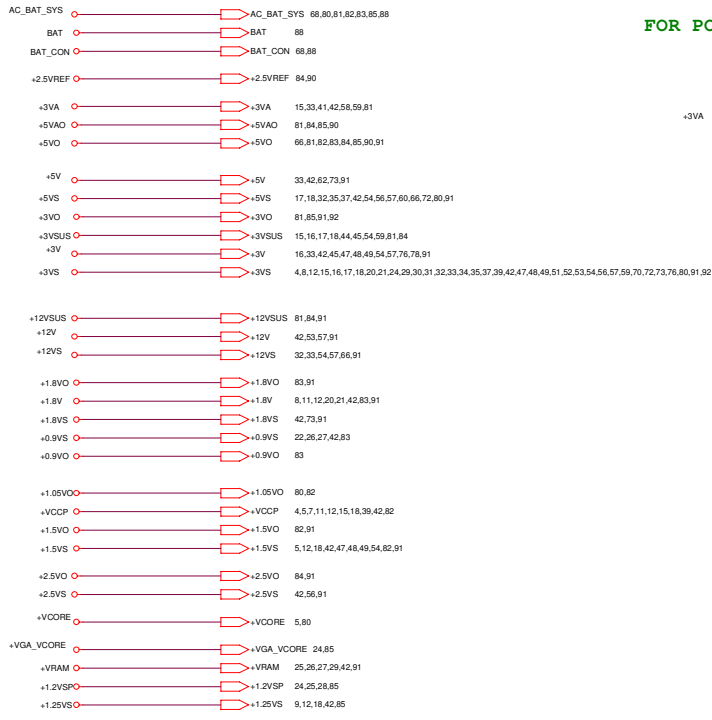 AC_BAT_SYS AC_BAT_SYS 68,80,81,82,83,85,88
BAT BAT 88
FOR PO
BAT_CON BAT_CON 68,88
+2.5VREF +2.5VREF 84,90
+3VA +3VA 15,33,41,42,58,59,81
+3VA
+5VAO +5VAO 81,84,85,90
+5VO +5VO 66,81,82,83,84,85,90,91
+5V +5V 33,42,62,73,91
+5VS +5VS 17,18,32,35,37,42,54,56,57,60,66,72,80,91
+3VO +3VO 81,85,91,92
+3VSUS +3VSUS 15,16,17,18,44,45,54,59,81,84
+3V +3V 16,33,42,45,47,48,49,54,57,76,78,91
+3VS +3VS 4,8,12,15,16,17,18,20,21,24,29,30,31,32,33,34,35,37,39,42,47,48,49,51,52,53,54,56,57,59,70,72,73,76,80,91,92
+12VSUS +12VSUS 81,84,91
+12V +12V 42,53,57,91
+12VS +12VS 32,33,54,57,66,91
+1.8VO +1.8VO 83,91
+1.8V +1.8V 8,11,12,20,21,42,83,91
+1.8VS +1.8VS 42,73,91
+0.9VS +0.9VS 22,26,27,42,83
+0.9VO +0.9VO 83
+1.05VO +1.05VO 80,82
+VCCP +VCCP 4,5,7,11,12,15,18,39,42,82
+1.5VO +1.5VO 82,91
+1.5VS +1.5VS 5,12,18,42,47,48,49,54,82,91
+2.5VO +2.5VO 84,91
+2.5VS +2.5VS 42,56,91
+VCORE +VCORE 5,80
+VGA_VCORE +VGA_VCORE 24,85
+VRAM +VRAM 25,26,27,29,42,91
+1.2VSP +1.2VSP 24,25,28,85
+1.25VS +1.25VS 9,12,18,42,85